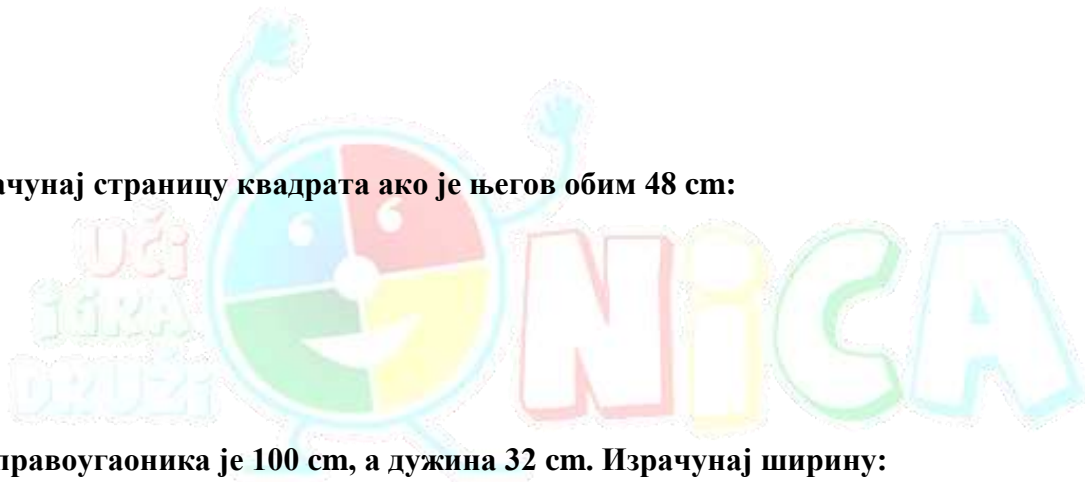 ачунај страницу квадрата ако је његов обим 48 cm:
UČi
iGRA
DRUŽi
NiCA
правоугаоника је 100 cm, а дужина 32 cm. Израчунај ширину: